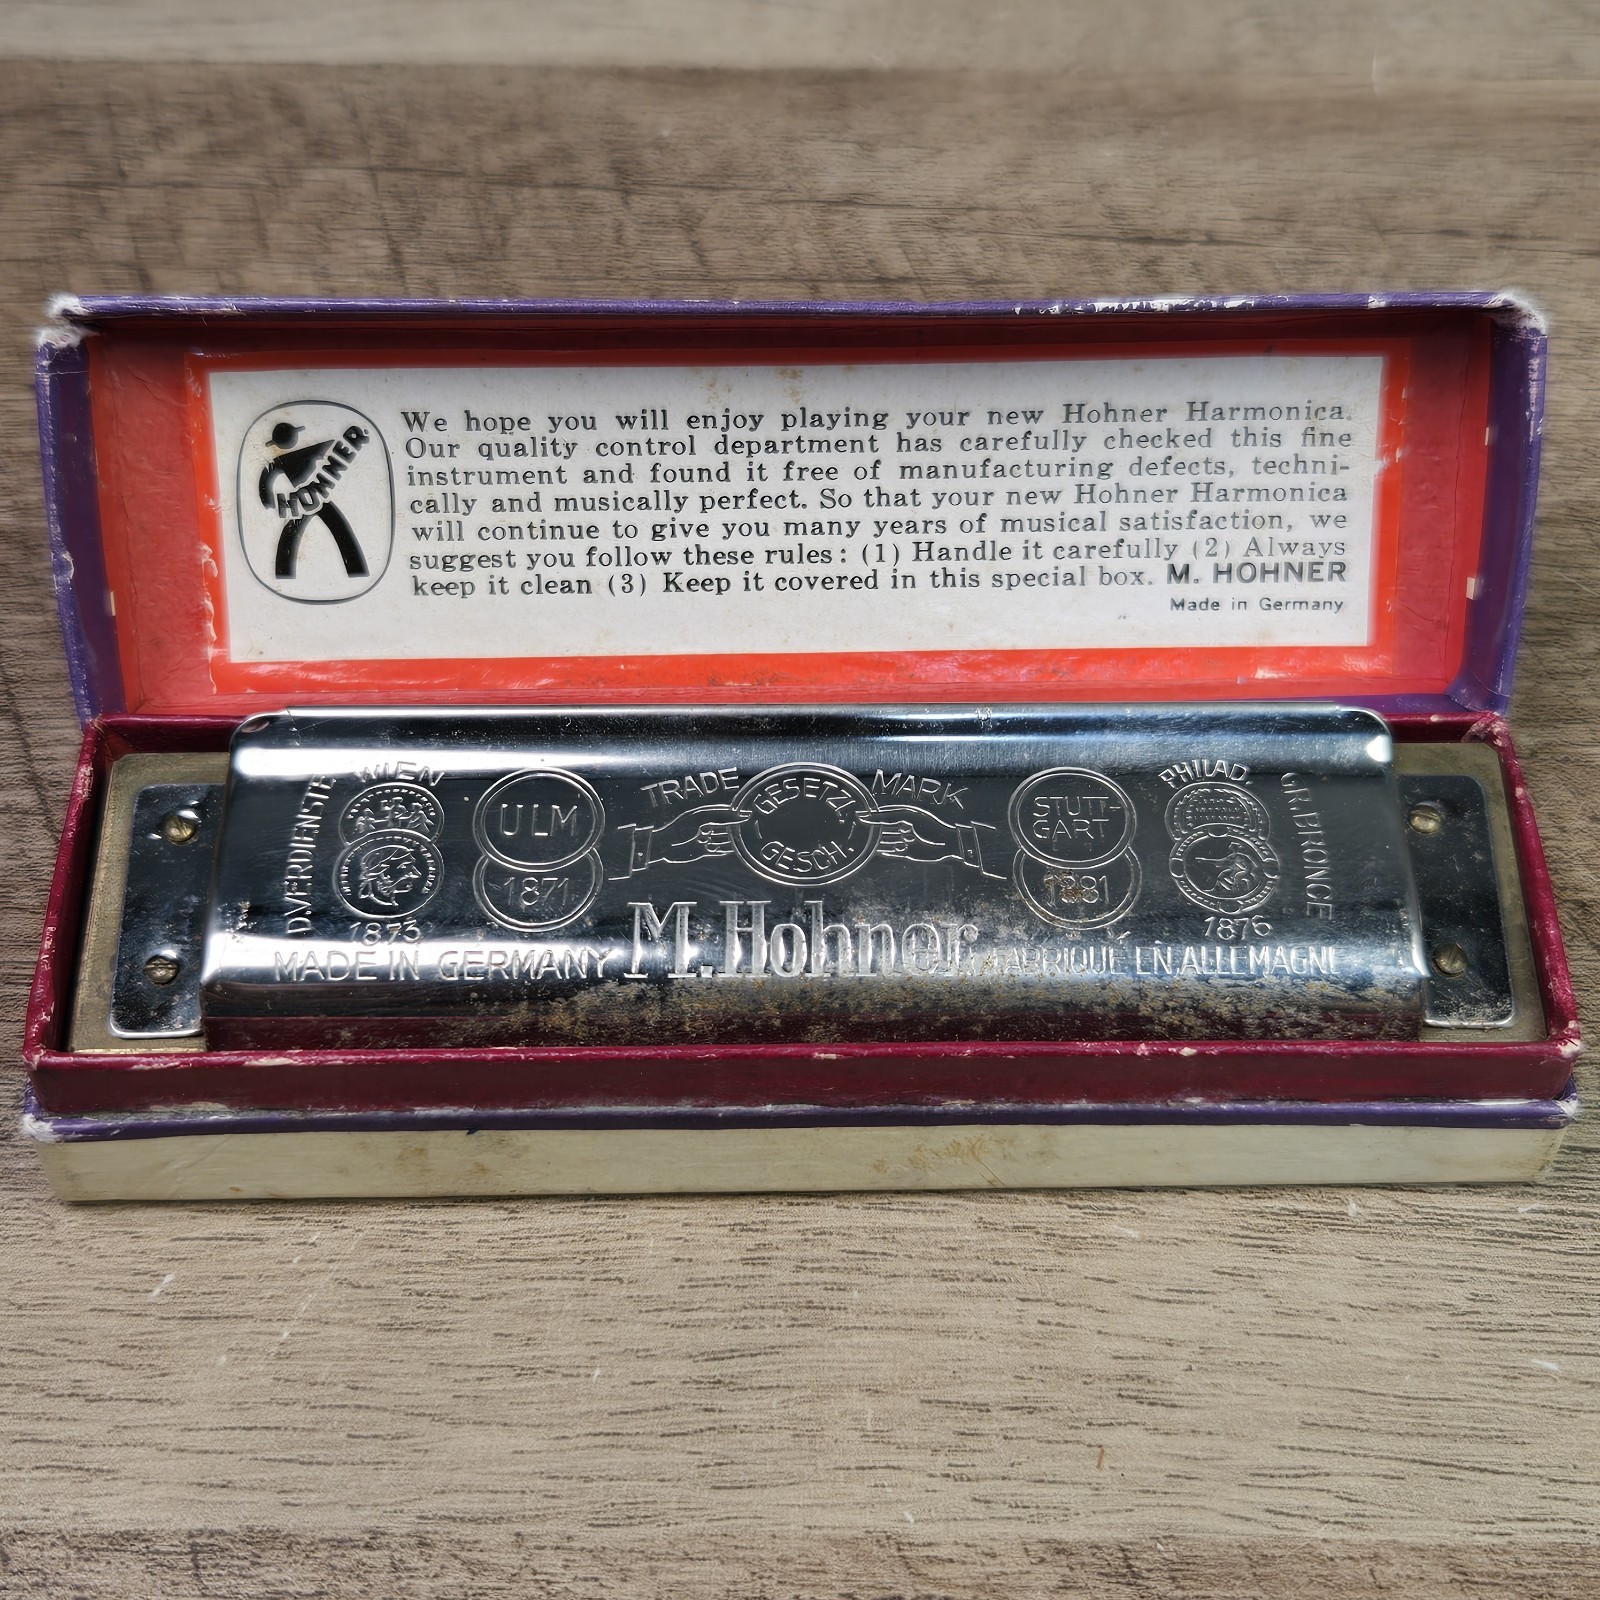 HOHNER
We hope you will enjoy playing your new Hohner Harmonica.
Our quality control department has carefully checked this fine
instrument and found it free of manufacturing defects, techni-
cally and musically perfect. So that your new Hohner Harmonica
will continue to give you many years of musical satisfaction, we
suggest you follow these rules: (1) Handle it carefully (2) Always
keep it clean (3) Keep it covered in this special box. M. HOHNER
Made in Germany
D.VERDIENSTE
WIEN
1873
ULM
1871
TRADE MARK
GESETZL.
GESCH.
STUTT-
GART
1881
PHILAD.
1876
GR.BRONCE
MADE IN GERMANY M.Hohner FABRIQUÉ EN ALLEMAGNE